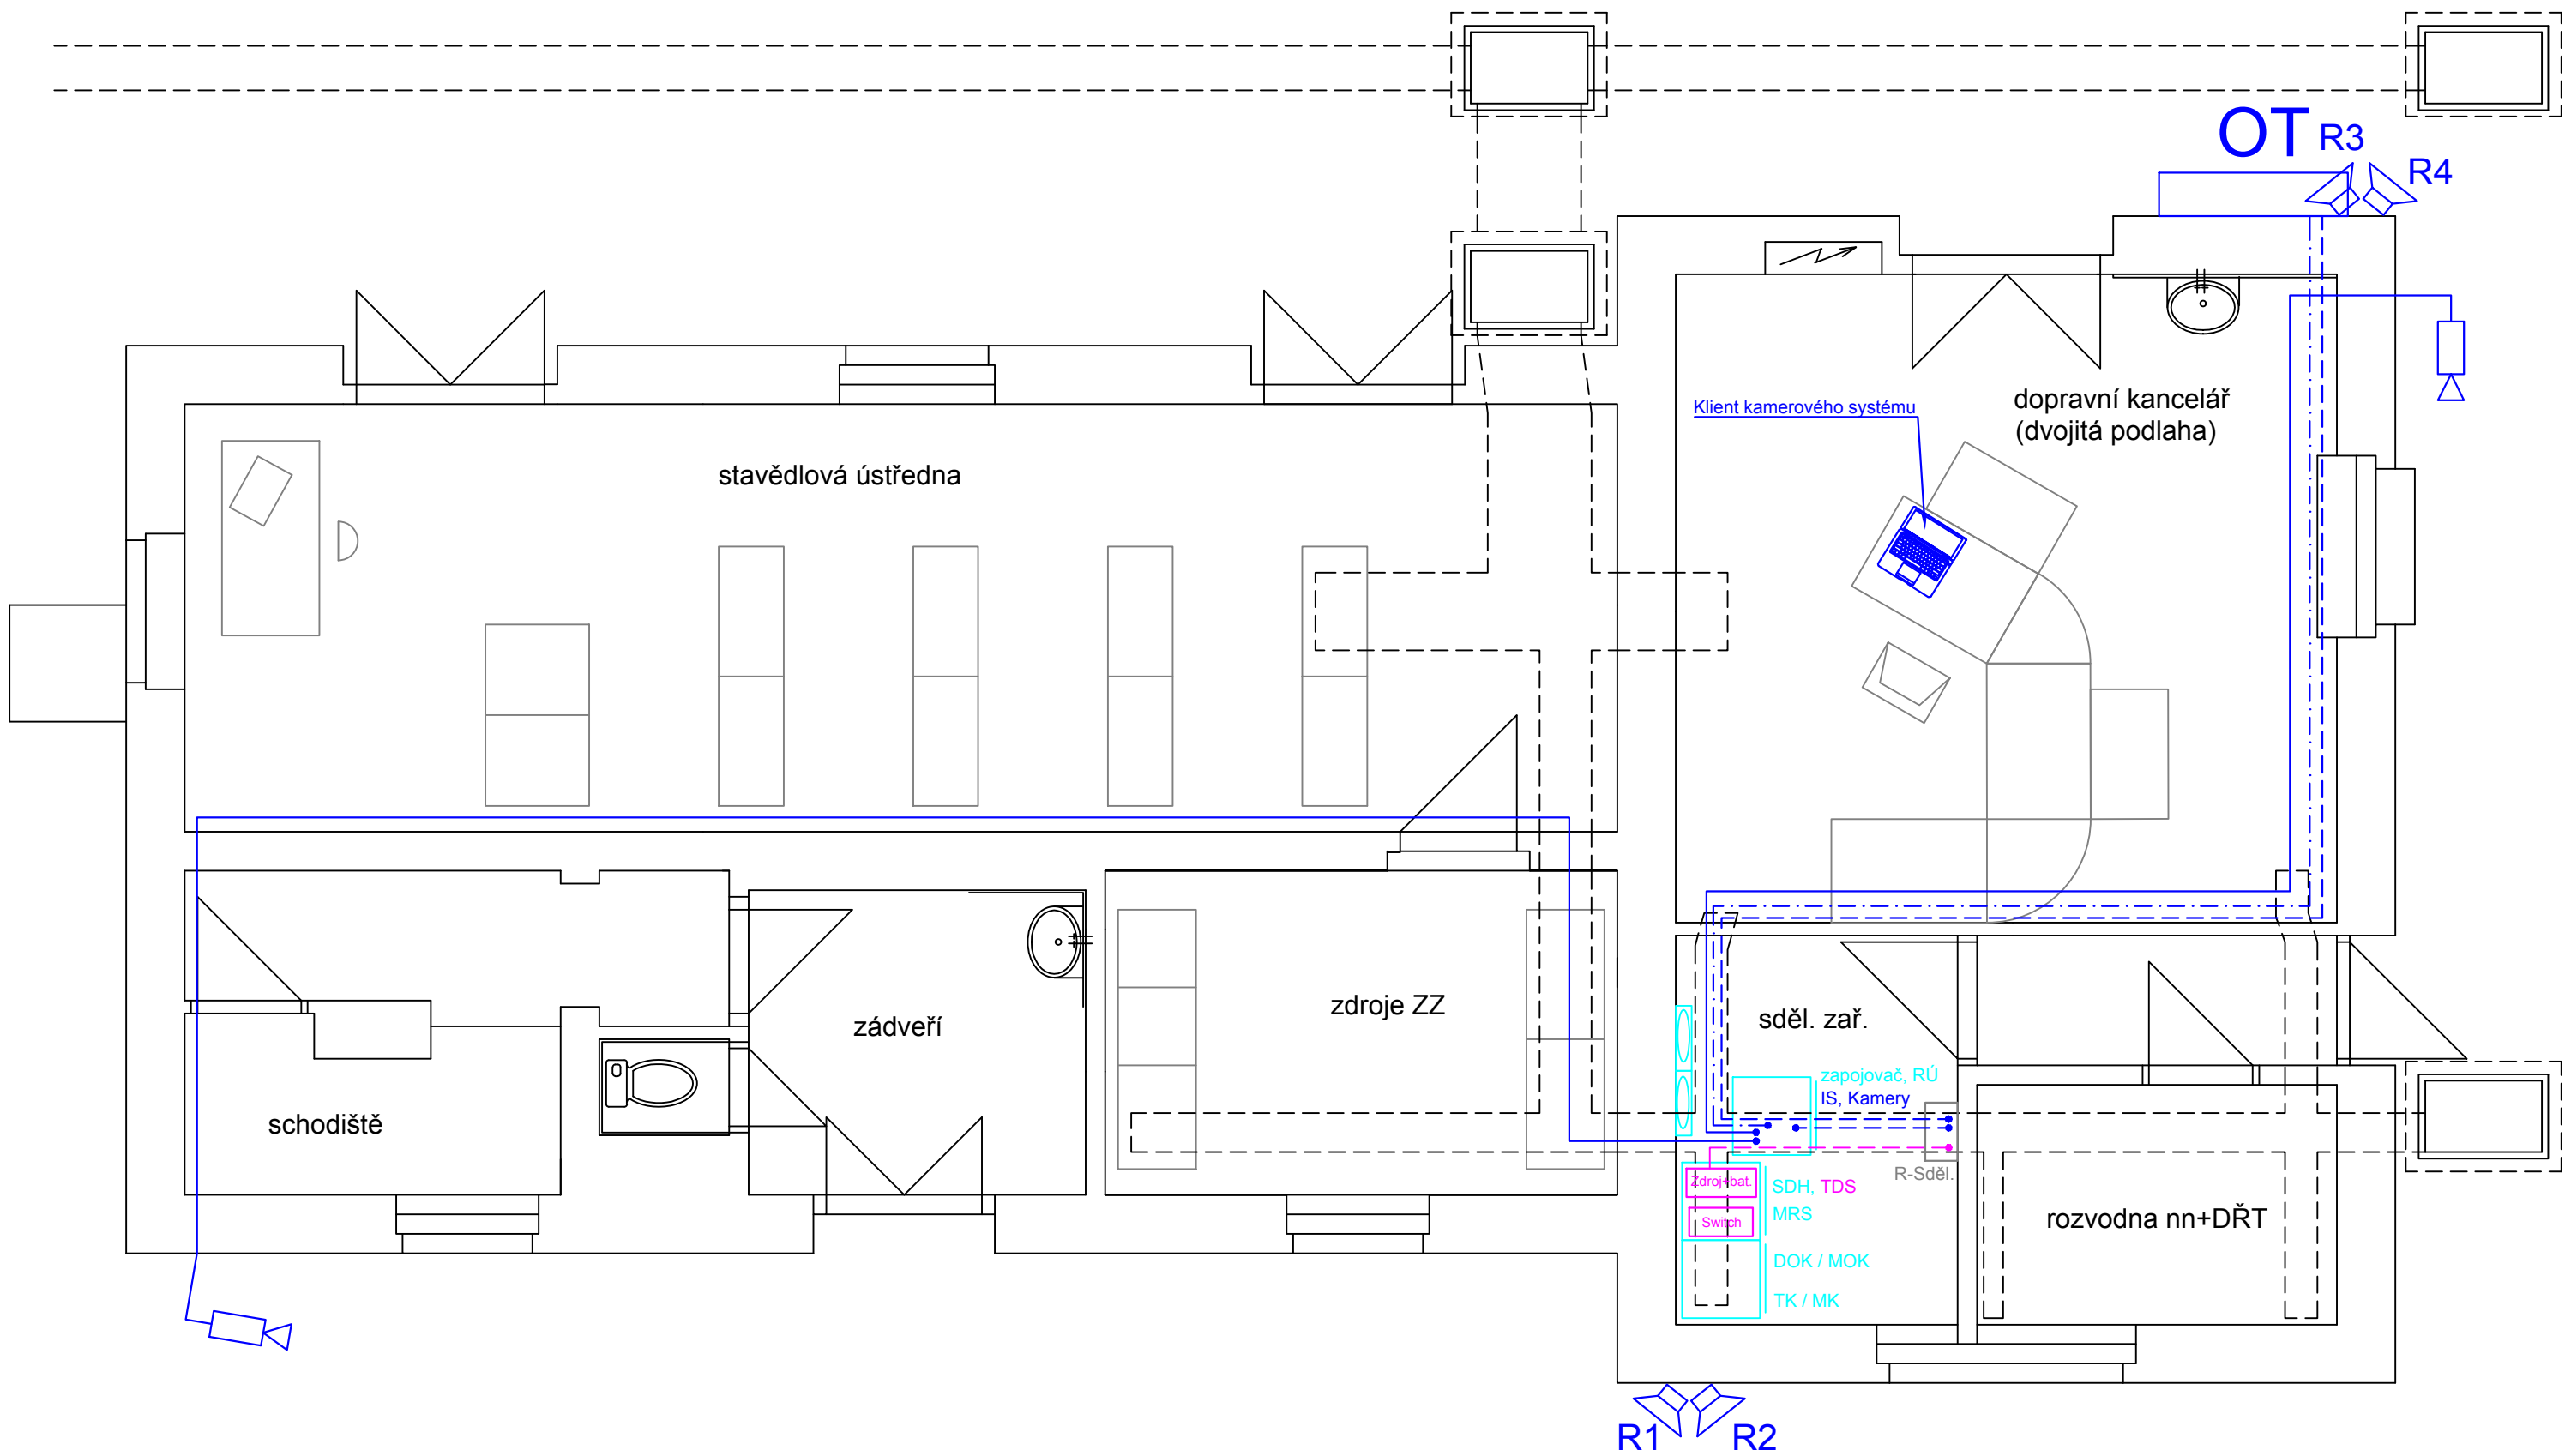 OT R3
R4
Klient kamerového systému
dopravní kancelář
(dvojitá podlaha)
stavědlová ústředna
zdroje ZZ
sděl. zař.
zádveří
zapojovač, RÚ
IS, Kamery
schodiště
R-Sděl.
Zdroj+bat.
SDH, TDS
MRS
Switch
rozvodna nn+DŘT
DOK / MOK
TK / MK
R1
R2